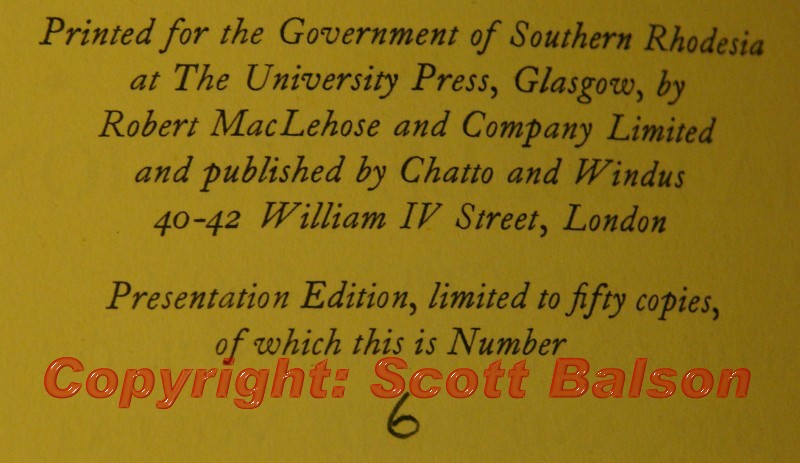 Printed for the Government of Southern Rhodesia
at The University Press, Glasgow, by
Robert MacLehose and Company Limited
and published by Chatto and Windus
40-42 William IV Street, London
Presentation Edition, limited to fifty copies,
of which this is Number
Copyright: Scott Balson
6